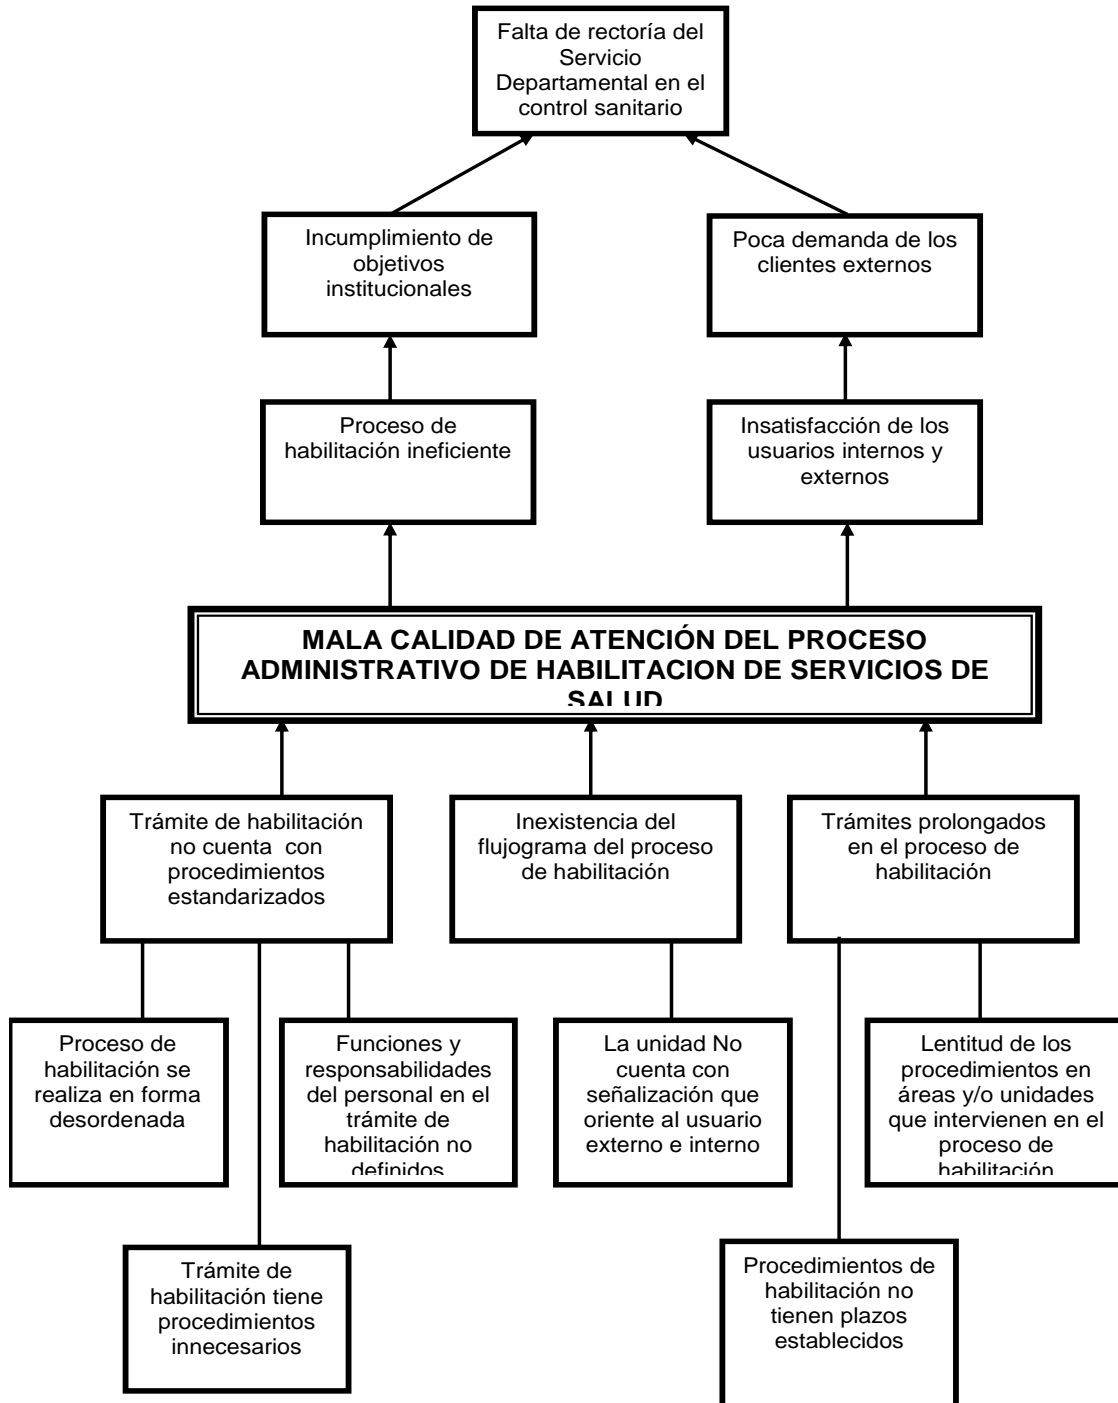 Falta de rectoría del
Servicio
Departamental en el
control sanitario
Incumplimiento de
objetivos
institucionales
Poca demanda de los
clientes externos
Proceso de
habilitación ineficiente
Insatisfacción de los
usuarios internos y
externos
MALA CALIDAD DE ATENCIÓN DEL PROCESO
ADMINISTRATIVO DE HABILITACION DE SERVICIOS DE
SALUD
Trámite de habilitación
no cuenta con
procedimientos
estandarizados
Inexistencia del
flujograma del proceso
de habilitación
Trámites prolongados
en el proceso de
habilitación
Proceso de
habilitación se
realiza en forma
desordenada
Funciones y
responsabilidades
del personal en el
trámite de
habilitación no
definidos
La unidad No
cuenta con
señalización que
oriente al usuario
externo e interno
Lentitud de los
procedimientos en
áreas y/o unidades
que intervienen en el
proceso de
habilitación
Trámite de
habilitación tiene
procedimientos
innecesarios
Procedimientos de
habilitación no
tienen plazos
establecidos